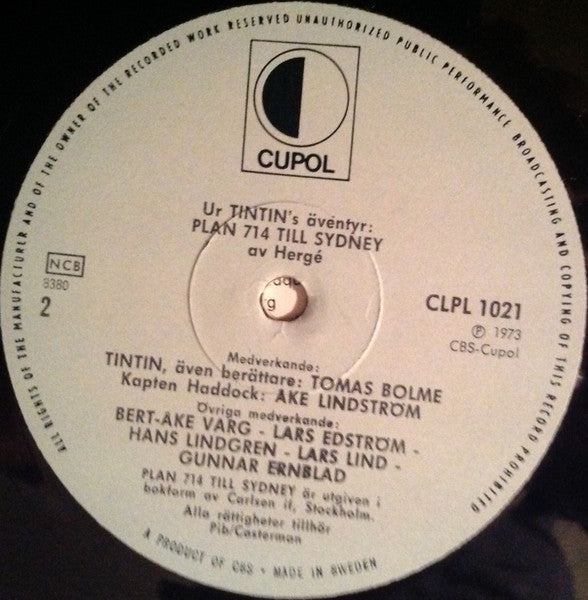 ALL RIGHTS OF THE MANUFACTURER AND OF THE OWNER OF THE RECORDED WORK RESERVED UNAUTHORIZED PUBLIC PERFORMANCE BROADCASTING AND COPYING OF THIS RECORD PROHIBITED
CUPOL
Ur TINTIN's äventyr:
PLAN 714 TILL SYDNEY
av Hergé
NCB
8380
2
CLPL 1021
Ⓟ 1973
CBS-Cupol
Medverkande:
TINTIN, även berättare: TOMAS BOLME
Kapten Haddock: ÅKE LINDSTRÖM
Övriga medverkande:
BERT-ÅKE VARG - LARS EDSTRÖM -
HANS LINDGREN - LARS LIND -
GUNNAR ERNBLAD
PLAN 714 TILL SYDNEY är utgiven i
bokform av Carlsen if, Stockholm.
Alla rättigheter tillhör
Pib/Casterman
A PRODUCT OF CBS • MADE IN SWEDEN